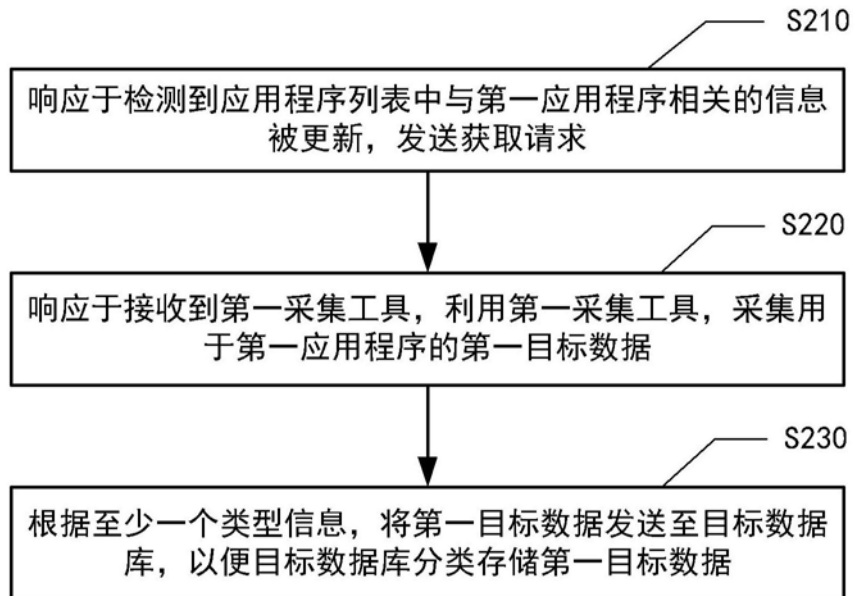 S210
响应于检测到应用程序列表中与第一应用程序相关的信息
被更新，发送获取请求
S220
响应于接收到第一采集工具，利用第一采集工具，采集用
于第一应用程序的第一目标数据
S230
根据至少一个类型信息，将第一目标数据发送至目标数据
库，以便目标数据库分类存储第一目标数据